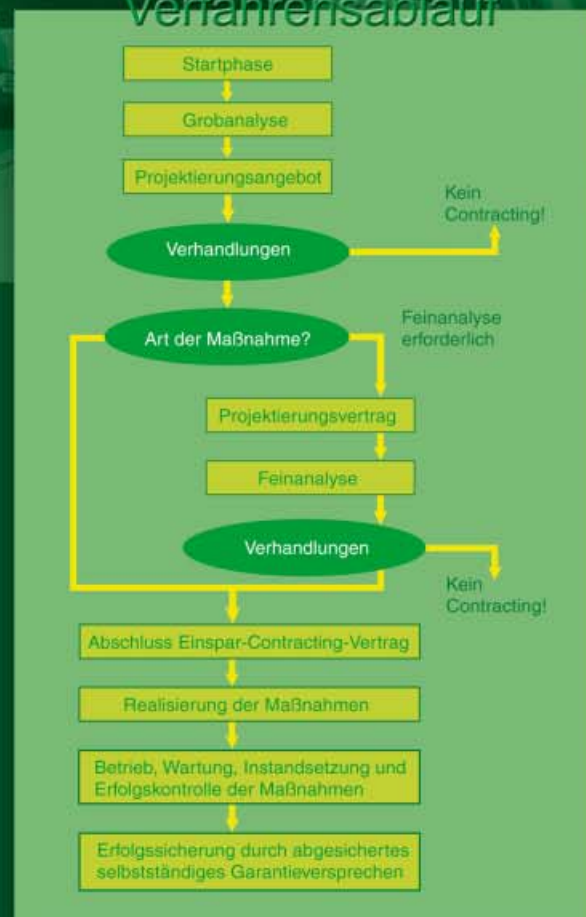 Verfahrensablauf
Startphase
Grobanalyse
Projektierungsangebot
Kein
Contracting!
Verhandlungen
Art der Maßnahme?
Feinanalyse
erforderlich
Projektierungsvertrag
Feinanalyse
Verhandlungen
Kein
Contracting!
Abschluss Einspar-Contracting-Vertrag
Realisierung der Maßnahmen
Betrieb, Wartung, Instandsetzung und
Erfolgskontrolle der Maßnahmen
Erfolgssicherung durch abgesichertes
selbstständiges Garantieversprechen